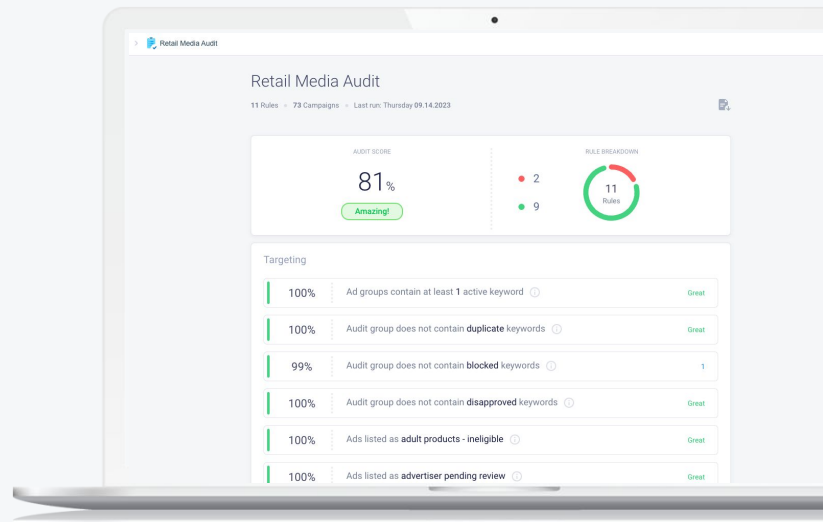 Retail Media Audit
Retail Media Audit
11 Rules 73 Campaigns Last run: Thursday 09.14.2023
AUDIT SCORE
81%
Amazing!
RULE BREAKDOWN
2
9
11
Rules
Targeting
100% Ad groups contain at least 1 active keyword Great
100% Audit group does not contain duplicate keywords Great
99% Audit group does not contain blocked keywords 1
100% Audit group does not contain disapproved keywords Great
100% Ads listed as adult products - ineligible Great
100% Ads listed as advertiser pending review Great